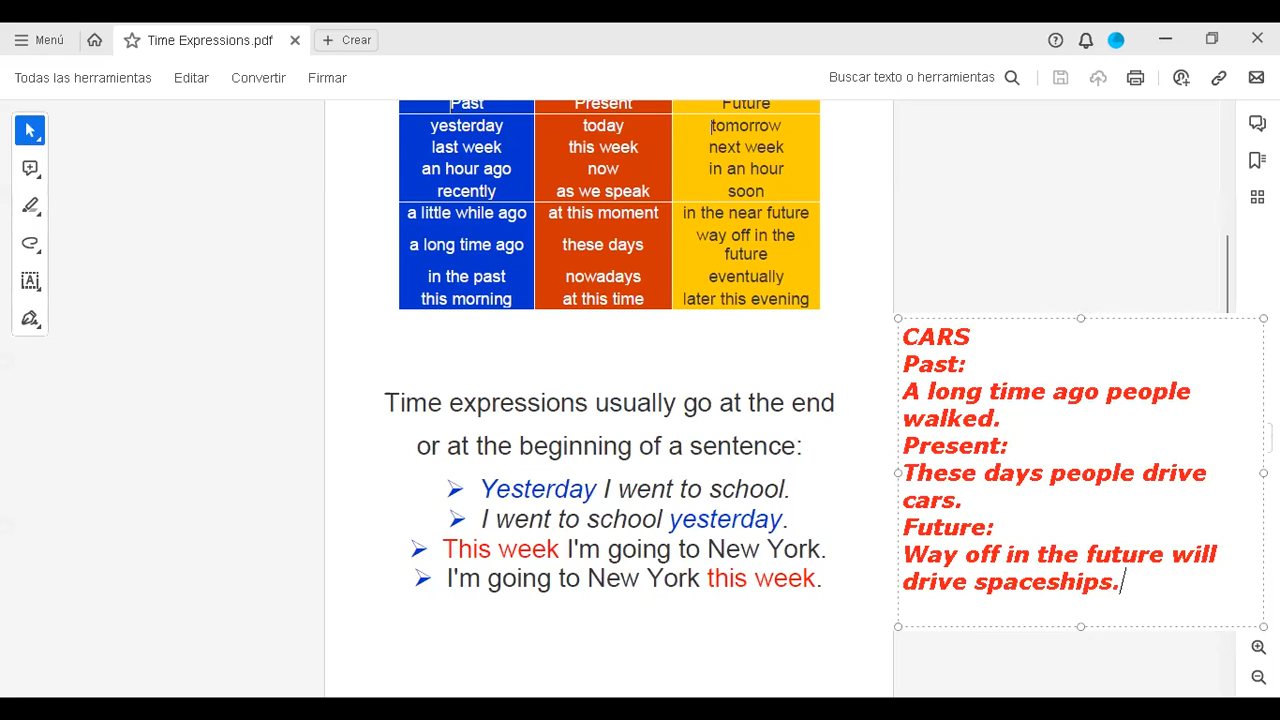 Menú
Time Expressions.pdf
Crear
Todas las herramientas
Editar
Convertir
Firmar
Buscar texto o herramientas
Past Present Future
yesterday today tomorrow
last week this week next week
an hour ago now in an hour
recently as we speak soon
a little while ago at this moment in the near future
a long time ago these days way off in the
future
in the past nowadays eventually
this morning at this time later this evening
Time expressions usually go at the end
or at the beginning of a sentence:
Yesterday I went to school.
I went to school yesterday.
This week I'm going to New York.
I'm going to New York this week.
CARS
Past:
A long time ago people
walked.
Present:
These days people drive
cars.
Future:
Way off in the future will
drive spaceships.